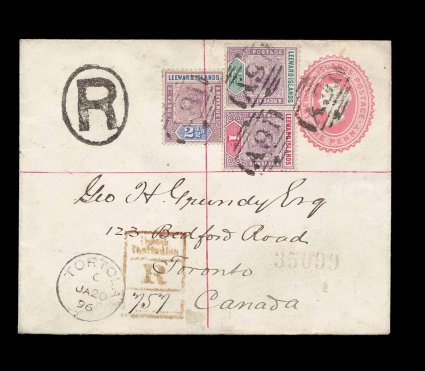 R
LEEWARD ISLANDS
2½
POSTAGE
LEEWARD ISLANDS
LEEWARD ISLANDS
Geo H. Grundy Esq
123 Bedford Road
Toronto
Canada
35099
R
757
TORTOLA
C
JA 20
96